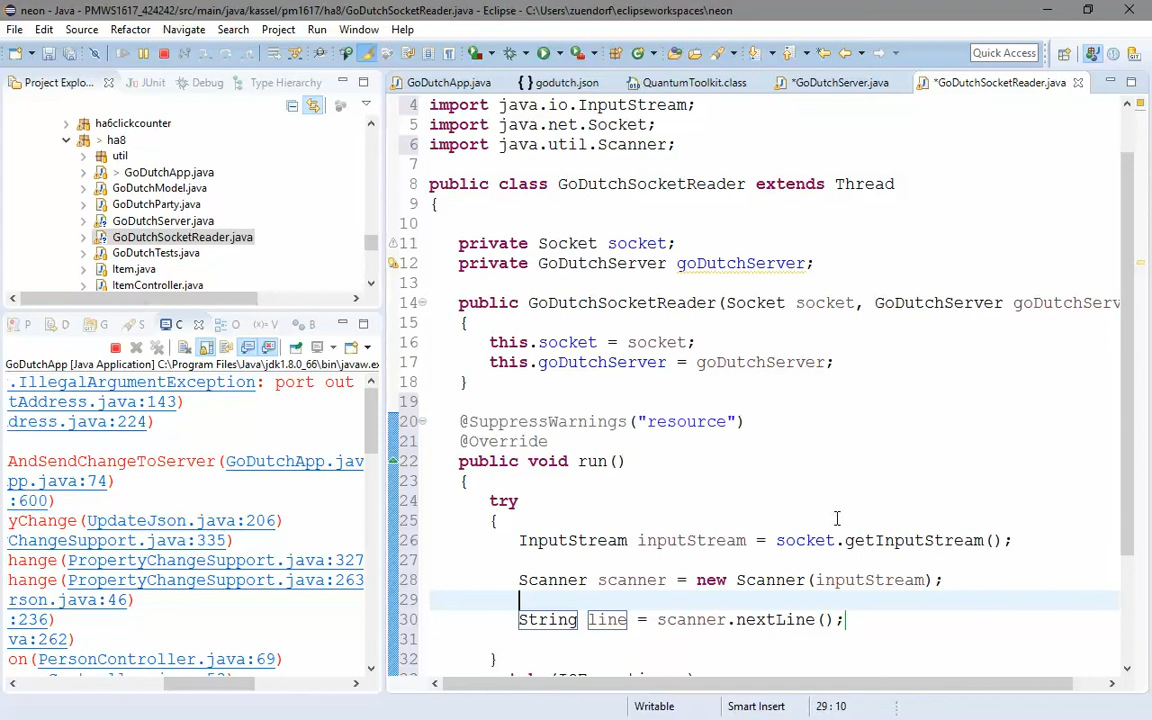 neon - Java - PMWS1617_424242/src/main/java/kassel/pm1617/ha8/GoDutchSocketReader.java - Eclipse - C:\Users\zuendorf\eclipseworkspaces\neon
File Edit Source Refactor Navigate Search Project Run Window Help
Quick Access
Project Explo... JUnit Debug Type Hierarchy
GoDutchApp.java godutch.json QuantumToolkit.class *GoDutchServer.java *GoDutchSocketReader.java
ha6clickcounter
> ha8
util
> GoDutchApp.java
GoDutchModel.java
GoDutchParty.java
GoDutchServer.java
GoDutchSocketReader.java
GoDutchTests.java
Item.java
ItemController.java
P D G S C O V B
GoDutchApp [Java Application] C:\Program Files\Java\jdk1.8.0_66\bin\javaw.ex
.IllegalArgumentException: port out
tAddress.java:143)
dress.java:224)
AndSendChangeToServer(GoDutchApp.jav
pp.java:74)
:600)
yChange(UpdateJson.java:206)
ChangeSupport.java:335)
hange(PropertyChangeSupport.java:327
hange(PropertyChangeSupport.java:263
rson.java:46)
:236)
va:262)
on(PersonController.java:69)
4 import java.io.InputStream;
5 import java.net.Socket;
6 import java.util.Scanner;
7
8 public class GoDutchSocketReader extends Thread
9 {
10
11 private Socket socket;
12 private GoDutchServer goDutchServer;
13
14 public GoDutchSocketReader(Socket socket, GoDutchServer goDutchServ
15 {
16 this.socket = socket;
17 this.goDutchServer = goDutchServer;
18 }
19
20 @SuppressWarnings("resource")
21 @Override
22 public void run()
23 {
24 try
25 {
26 InputStream inputStream = socket.getInputStream();
27
28 Scanner scanner = new Scanner(inputStream);
29
30 String line = scanner.nextLine();
31
32 }
Writable Smart Insert 29 : 10